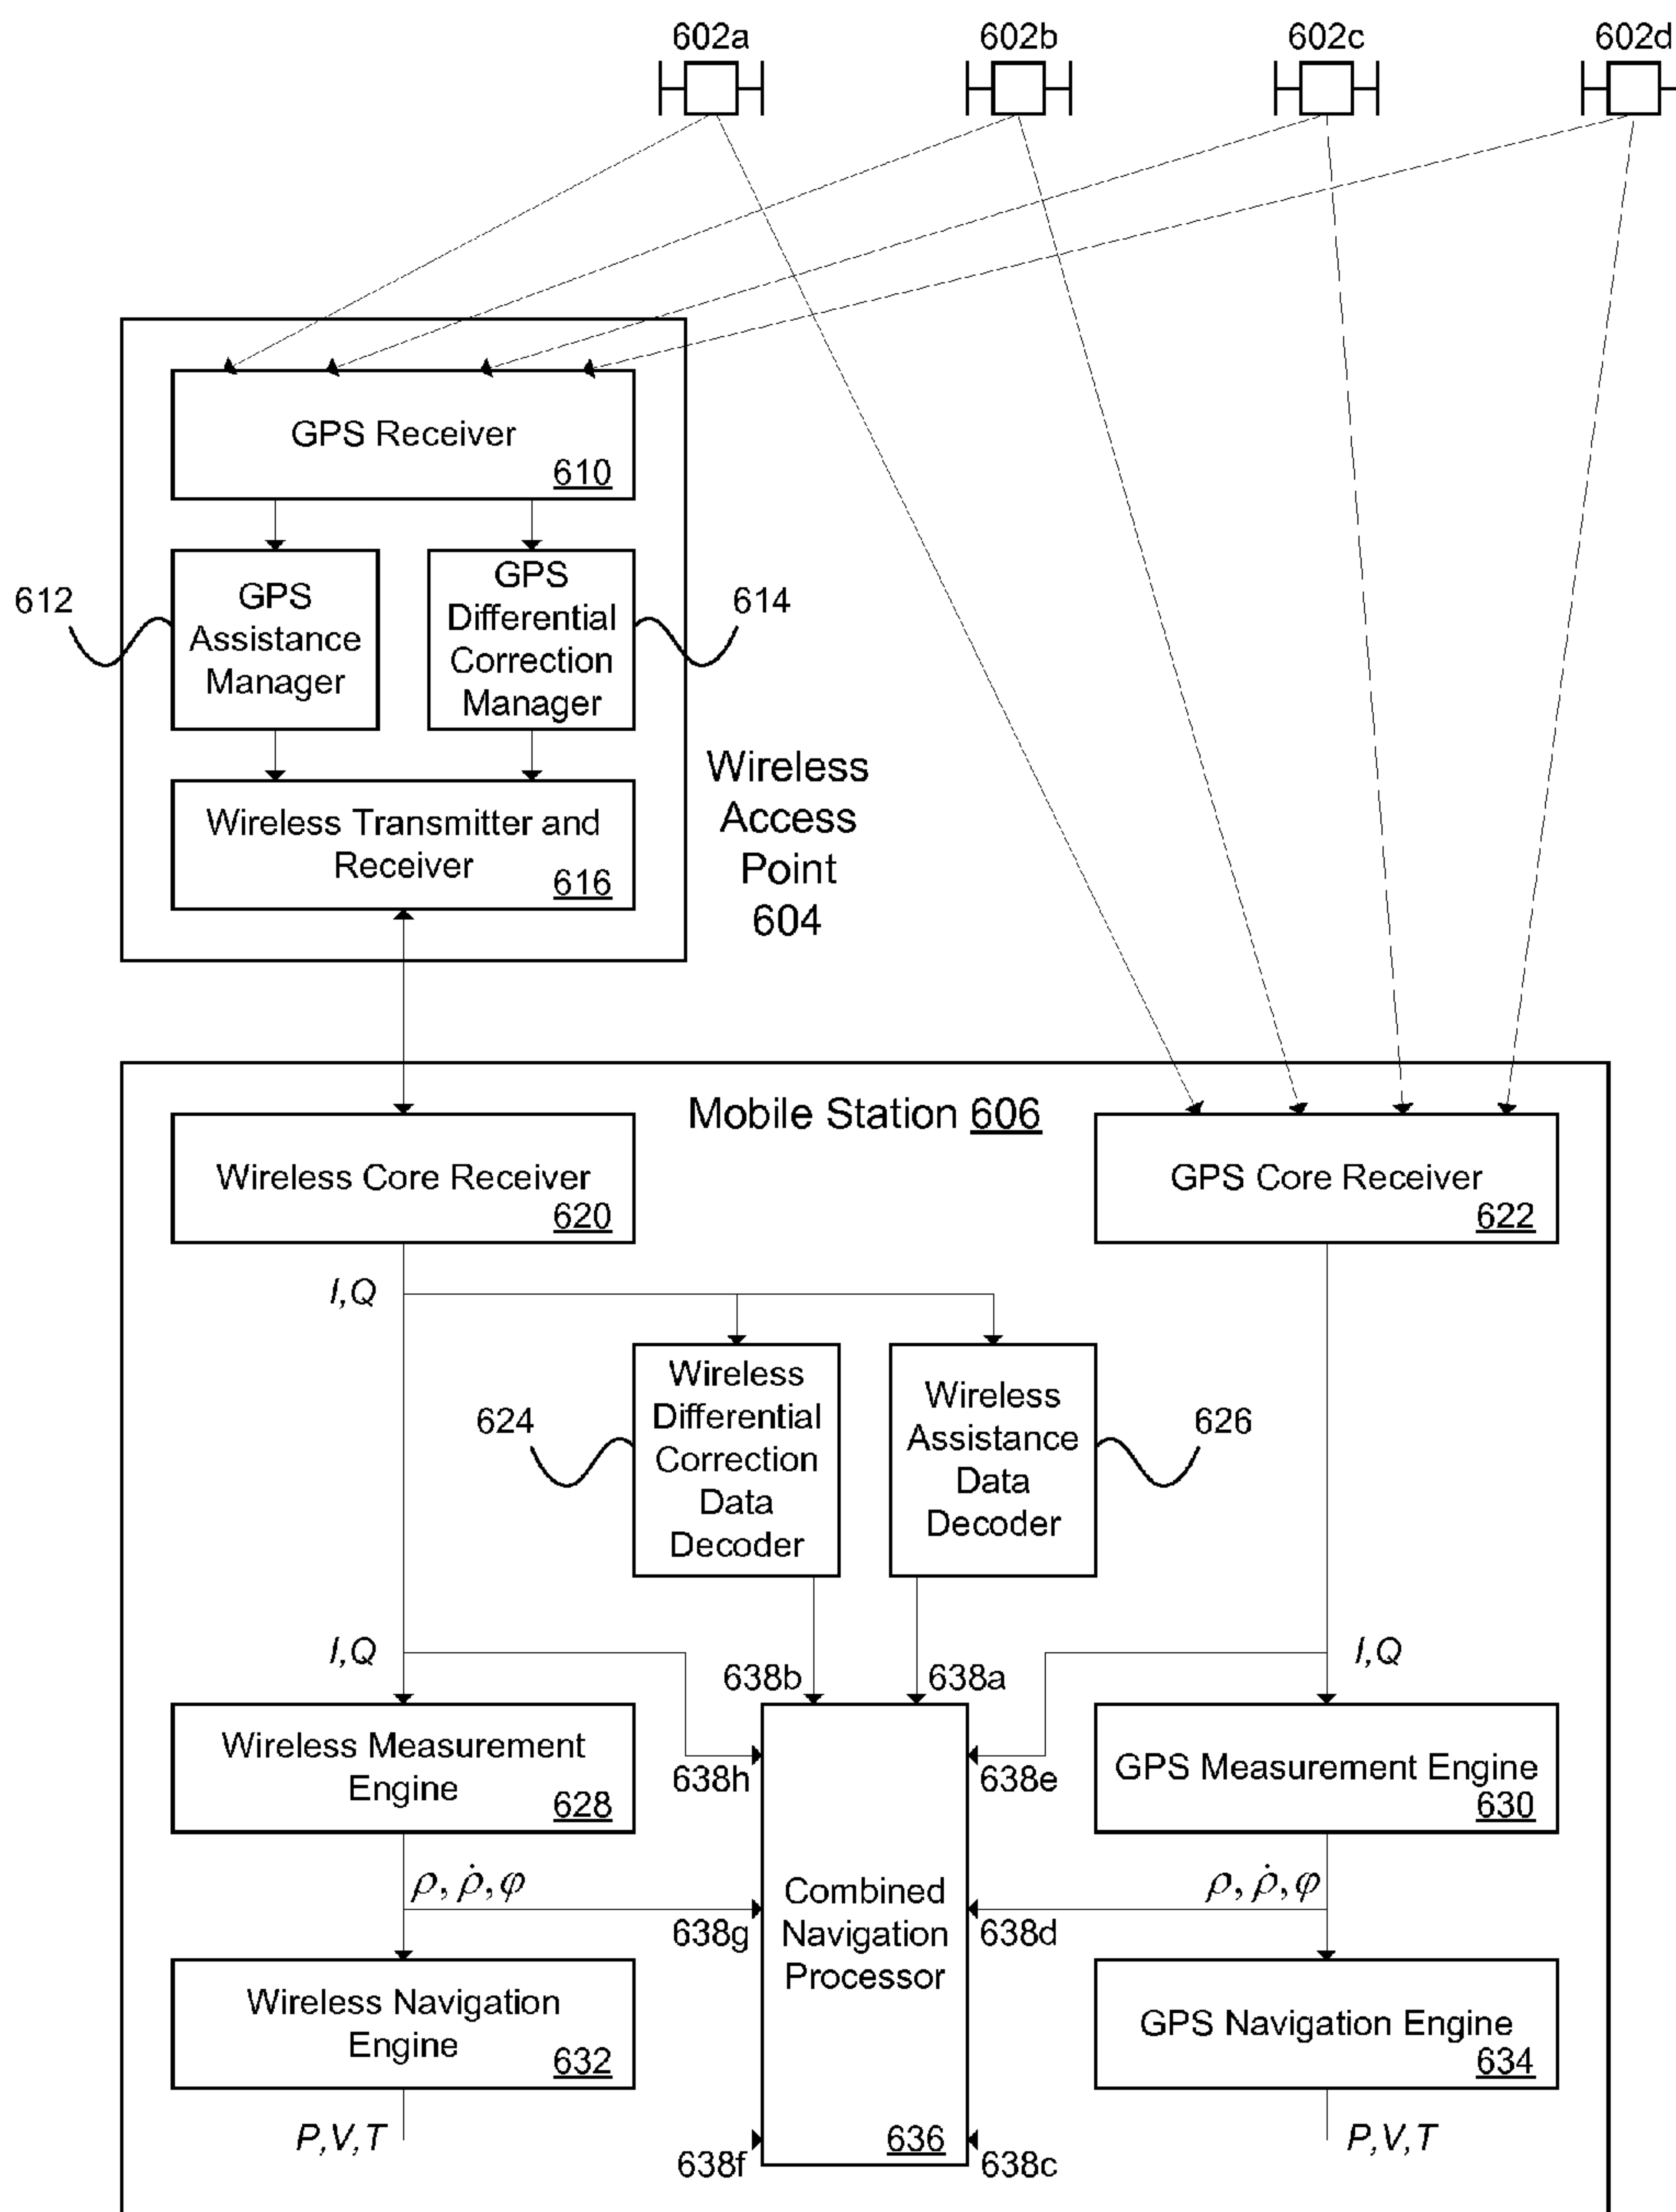 602a
602b
602c
602d
GPS Receiver
610
612
GPS
Assistance
Manager
GPS
Differential
Correction
Manager
614
Wireless Transmitter and
Receiver
616
Wireless
Access
Point
604
Mobile Station 606
Wireless Core Receiver
620
GPS Core Receiver
622
I,Q
624
Wireless
Differential
Correction
Data
Decoder
Wireless
Assistance
Data
Decoder
626
I,Q
638b
638a
I,Q
Wireless Measurement
Engine
628
638h
638e
GPS Measurement Engine
630
ρ, ρ̇, φ
638g
Combined
Navigation
Processor
636
638d
ρ, ρ̇, φ
Wireless Navigation
Engine
632
GPS Navigation Engine
634
P,V,T
638f
638c
P,V,T